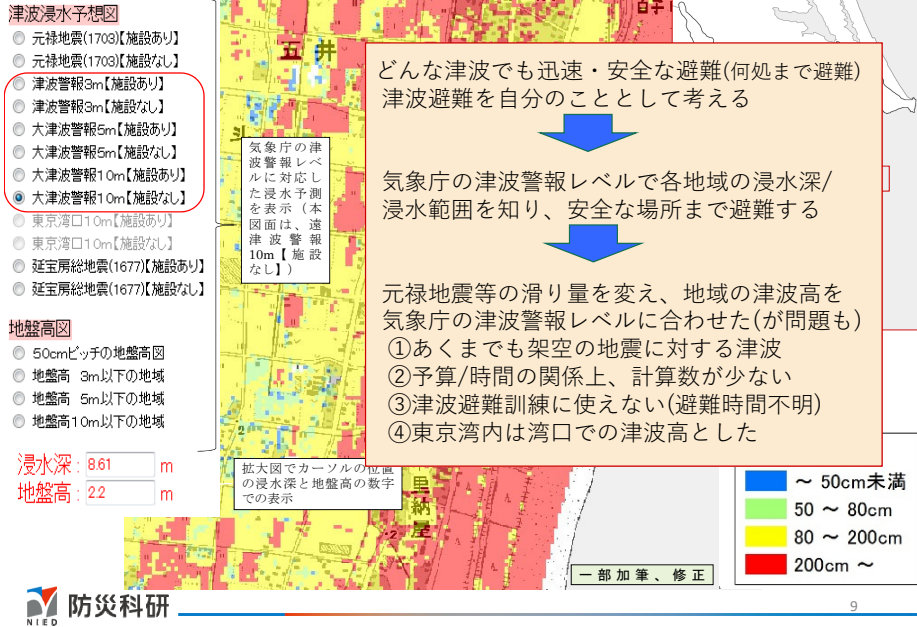 津波浸水予想図
元禄地震(1703)【施設あり】
元禄地震(1703)【施設なし】
津波警報3m【施設あり】
津波警報3m【施設なし】
大津波警報5m【施設あり】
大津波警報5m【施設なし】
大津波警報10m【施設あり】
大津波警報10m【施設なし】
東京湾口10m【施設あり】
東京湾口10m【施設なし】
延宝房総地震(1677)【施設あり】
延宝房総地震(1677)【施設なし】
地盤高図
50cmピッチの地盤高図
地盤高 3m以下の地域
地盤高 5m以下の地域
地盤高10m以下の地域
浸水深: 8.61 m
地盤高: 2.2 m
五井
気象庁の津
波警報レベ
ルに対応し
た浸水予測
を表示（本
図面は、遠
津波警報
10m【施設
なし】）
どんな津波でも迅速・安全な避難(何処まで避難)
津波避難を自分のこととして考える
気象庁の津波警報レベルで各地域の浸水深/
浸水範囲を知り、安全な場所まで避難する
元禄地震等の滑り量を変え、地域の津波高を
気象庁の津波警報レベルに合わせた(が問題も)
①あくまでも架空の地震に対する津波
②予算/時間の関係上、計算数が少ない
③津波避難訓練に使えない(避難時間不明)
④東京湾内は湾口での津波高とした
拡大図でカーソルの位置
の浸水深と地盤高の数字
での表示
里
納
屋
～ 50cm未満
50 ～ 80cm
80 ～ 200cm
200cm ～
一部加筆、修正
防災科研
NIED
9